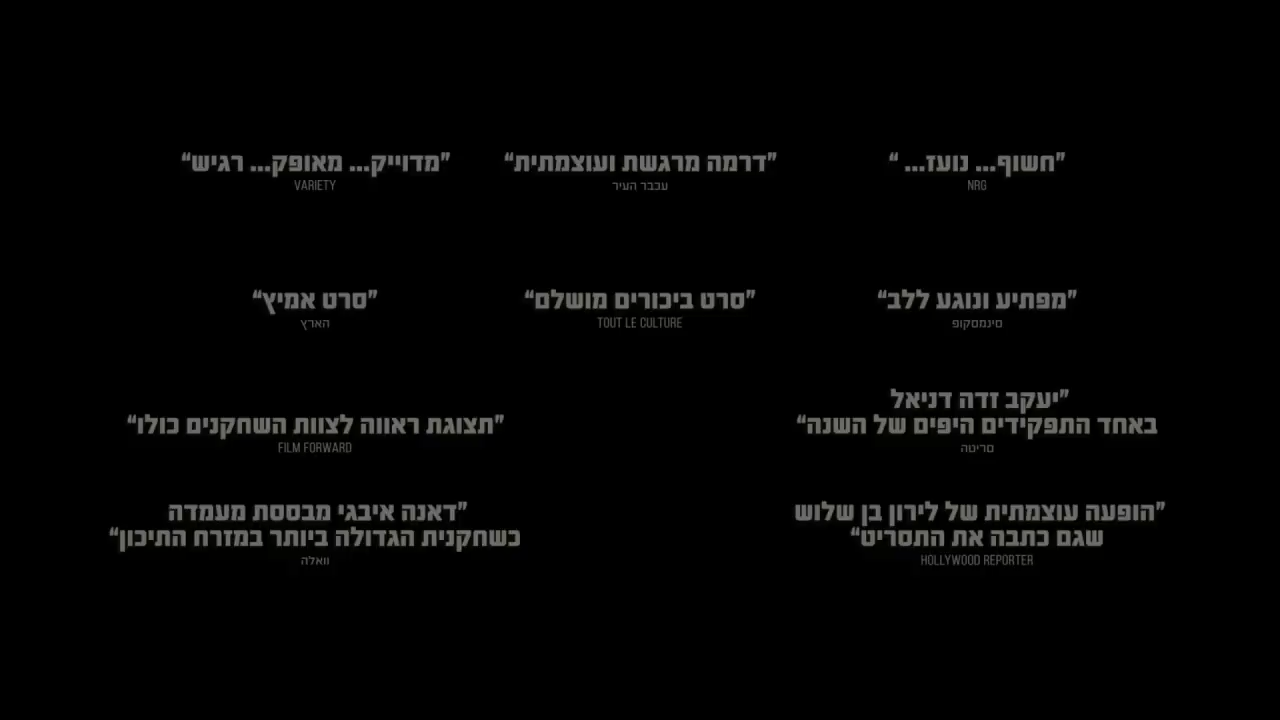 "חשוף... נועז... "
NRG
"דרמה מרגשת ועוצמתית"
עכבר העיר
"מדוייק... מאופק... רגיש"
VARIETY
"מפתיע ונוגע ללב"
סינמסקופ
"סרט ביכורים מושלם"
TOUT LE CULTURE
"סרט אמיץ"
הארץ
"יעקב זדה דניאל
באחד התפקידים היפים של השנה"
סריטה
"תצוגת ראווה לצוות השחקנים כולו"
FILM FORWARD
"הופעה עוצמתית של לירון בן שלוש
שגם כתבה את התסריט"
HOLLYWOOD REPORTER
"דאנה איבגי מבססת מעמדה
כשחקנית הגדולה ביותר במזרח התיכון"
וואלה